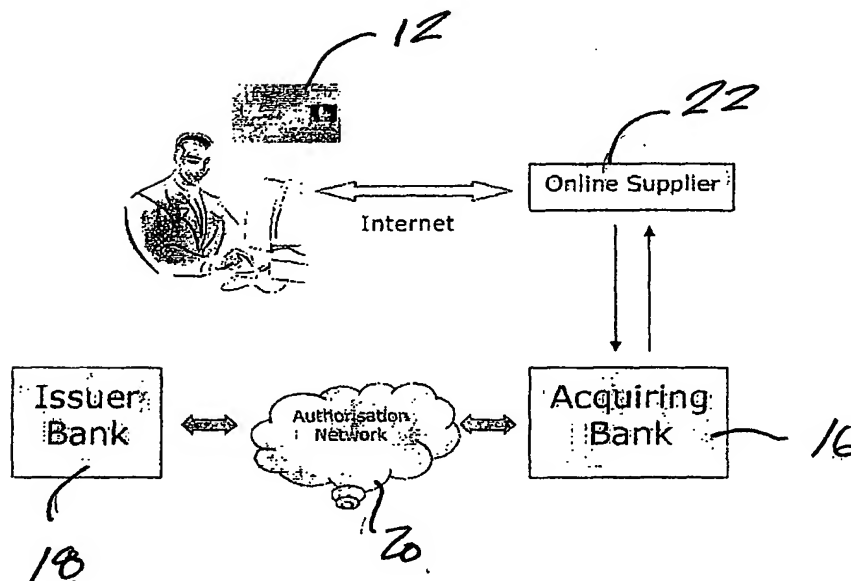 12
22
Online Supplier
Internet
Issuer
Bank
Authorisation
Network
Acquiring
Bank
16
18
20